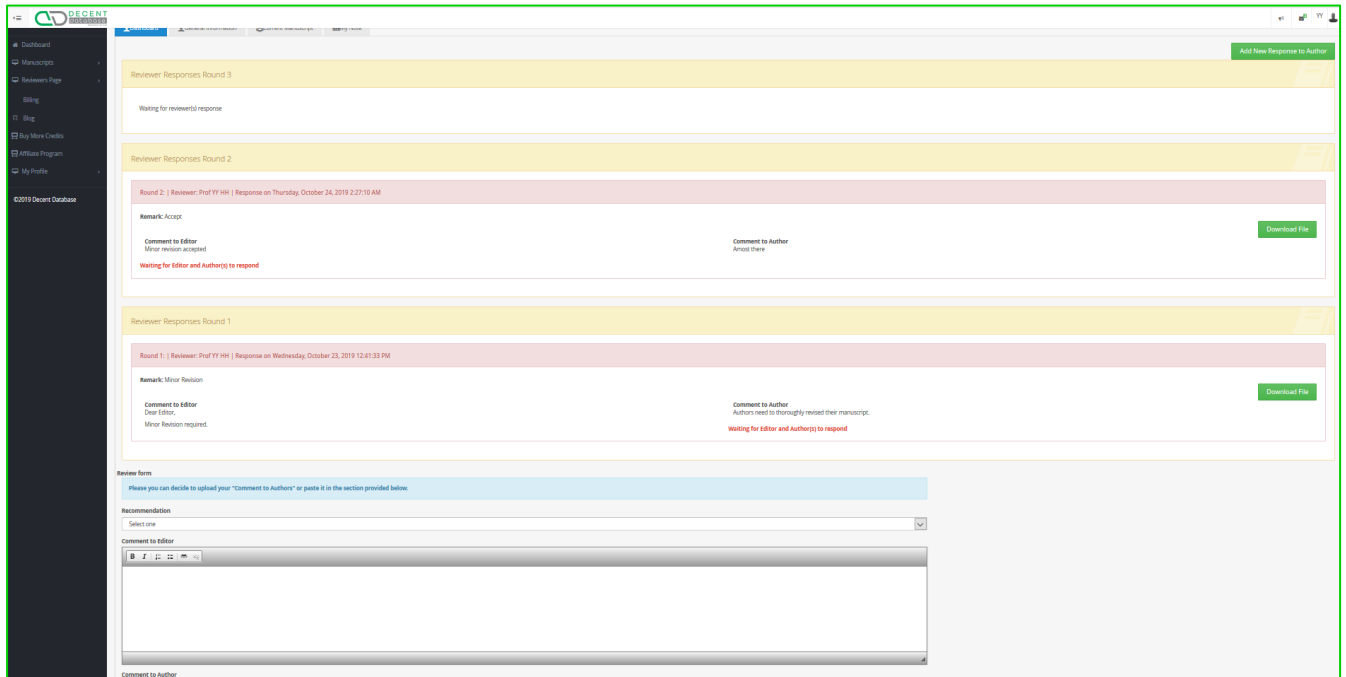 DECENT
DATABASE
YY
Dashboard
General Information
Current Manuscript
My Note
Dashboard
Manuscripts
Reviewers Page
Billing
Blog
Buy More Credits
Affiliate Program
My Profile
©2019 Decent Database
Add New Response to Author
Reviewer Responses Round 3
Waiting for reviewer(s) response
Reviewer Responses Round 2
Round 2: | Reviewer: Prof YY HH | Response on Thursday, October 24, 2019 2:27:10 AM
Remark: Accept
Download File
Comment to Editor
Minor revision accepted
Comment to Author
Amost there
Waiting for Editor and Author(s) to respond
Reviewer Responses Round 1
Round 1: | Reviewer: Prof YY HH | Response on Wednesday, October 23, 2019 12:41:33 PM
Remark: Minor Revision
Download File
Comment to Editor
Dear Editor,
Minor Revision required.
Comment to Author
Authors need to thoroughly revised their manuscript.
Waiting for Editor and Author(s) to respond
Review form
Please you can decide to upload your "Comment to Authors" or paste it in the section provided below.
Recommendation
Select one
Comment to Editor
B I
Comment to Author